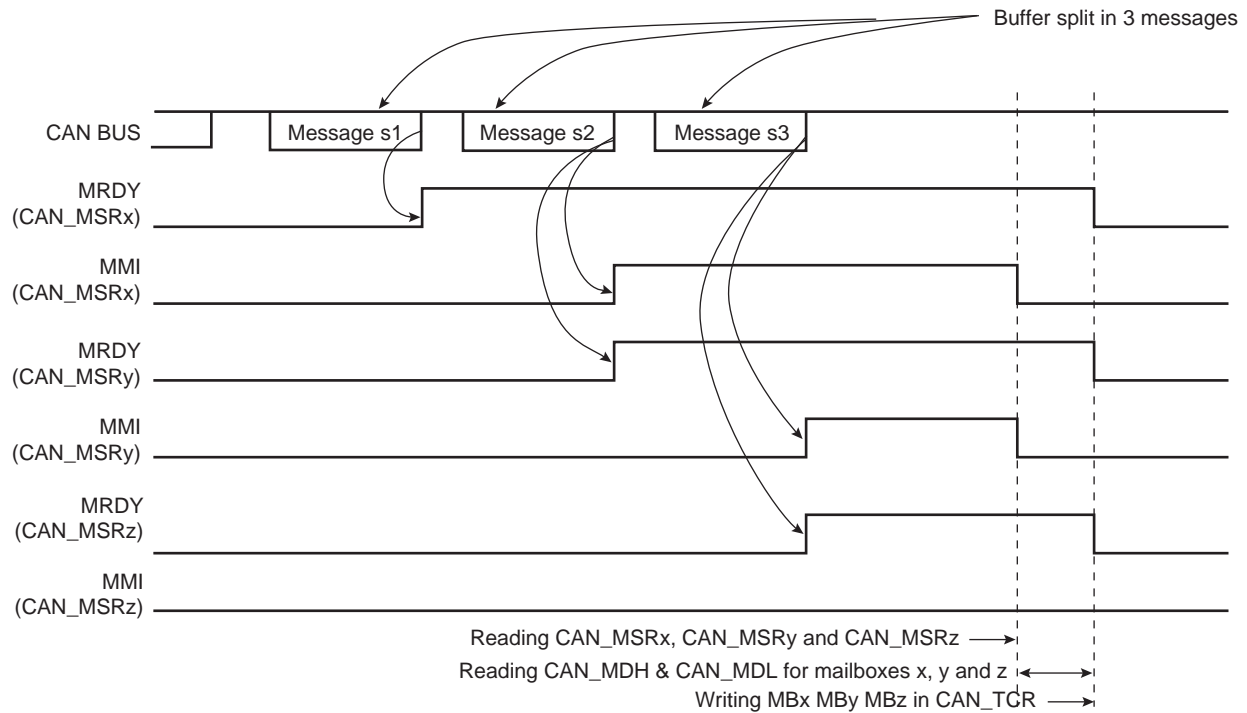 Buffer split in 3 messages
CAN BUS
Message s1
Message s2
Message s3
MRDY
(CAN_MSRx)
MMI
(CAN_MSRx)
MRDY
(CAN_MSRy)
MMI
(CAN_MSRy)
MRDY
(CAN_MSRz)
MMI
(CAN_MSRz)
Reading CAN_MSRx, CAN_MSRy and CAN_MSRz
Reading CAN_MDH & CAN_MDL for mailboxes x, y and z
Writing MBx MBy MBz in CAN_TCR